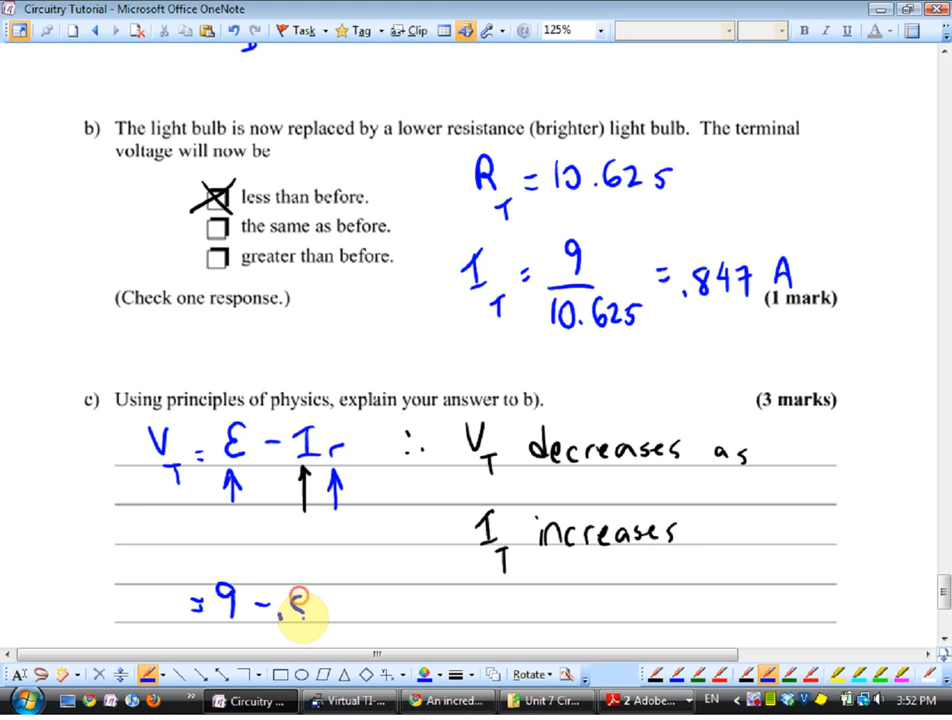 Circuitry Tutorial - Microsoft Office OneNote
Task Tag Clip 125% B I U A
b) The light bulb is now replaced by a lower resistance (brighter) light bulb. The terminal
voltage will now be
less than before.
the same as before.
greater than before.
(Check one response.)
(1 mark)
R_T = 10.625
I_T = 9/10.625 = .847 A
c) Using principles of physics, explain your answer to b).
(3 marks)
V_T = ε - Ir ∴ V_T decreases as
I_T increases
= 9 - .8
Rotate
Circuitry ...
Virtual TI-...
An incred...
Unit 7 Cir...
2 Adobe...
EN
3:52 PM